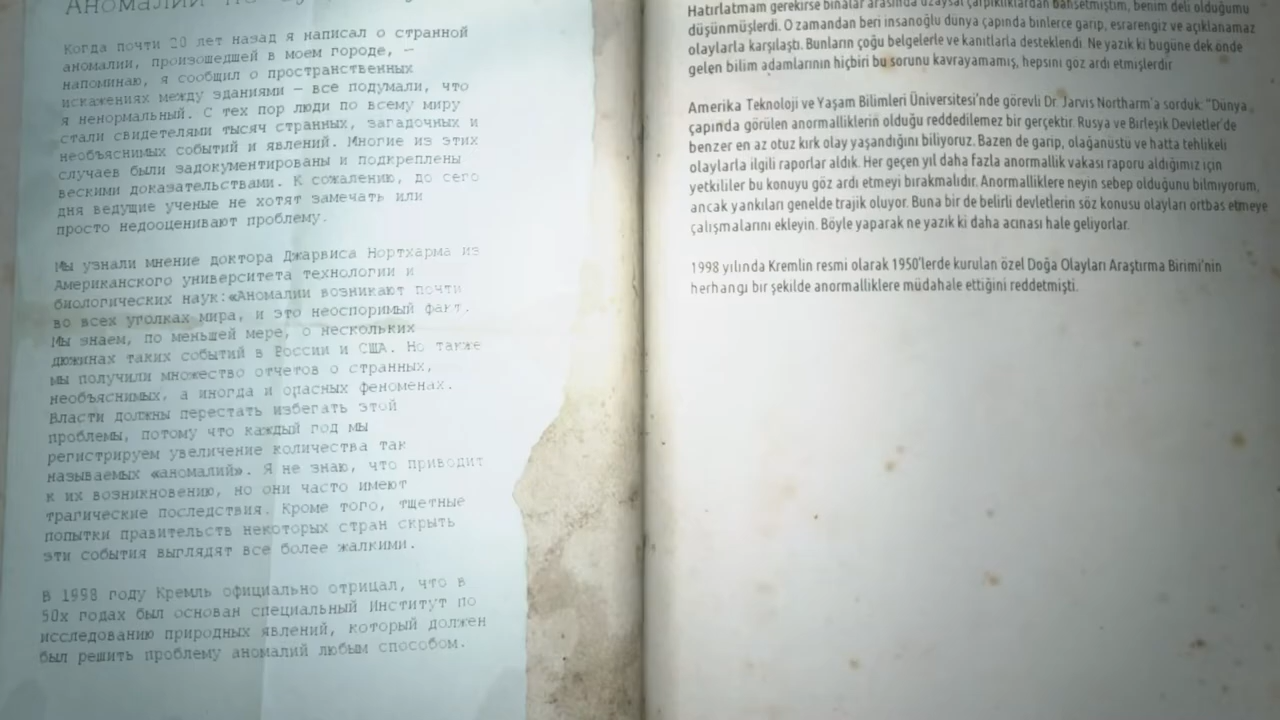 Аномалии
Когда почти 20 лет назад я написал о странной
аномалии, произошедшей в моем городе, —
напоминаю, я сообщил о пространственных
искажениях между зданиями — все подумали, что
я ненормальный. С тех пор люди по всему миру
стали свидетелями тысяч странных, загадочных и
необъяснимых событий и явлений. Многие из этих
случаев были задокументированы и подкреплены
вескими доказательствами. К сожалению, до сего
дня ведущие ученые не хотят замечать или
просто недооценивают проблему.
Мы узнали мнение доктора Джарвиса Нортхарма из
Американского университета технологии и
биологических наук:«Аномалии возникают почти
во всех уголках мира, и это неоспоримый факт.
Мы знаем, по меньшей мере, о нескольких
дюжинах таких событий в России и США. Но также
мы получили множество отчетов о странных,
необъяснимых, а иногда и опасных феноменах.
Власти должны перестать избегать этой
проблемы, потому что каждый год мы
регистрируем увеличение количества так
называемых «аномалий». Я не знаю, что приводит
к их возникновению, но они часто имеют
трагические последствия. Кроме того, тщетные
попытки правительств некоторых стран скрыть
эти события выглядят все более жалкими.
В 1998 году Кремль официально отрицал, что в
50х годах был основан специальный Институт по
исследованию природных явлений, который должен
был решить проблему аномалий любым способом.
Hatırlatmam gerekirse binalar arasında uzaysal çarpıklıklardan bahsetmiştim, benim deli olduğumu
düşünmüşlerdi. O zamandan beri insanoğlu dünya çapında binlerce garip, esrarengiz ve açıklanamaz
olaylarla karşılaştı. Bunların çoğu belgelerle ve kanıtlarla desteklendi. Ne yazık ki bugüne dek önde
gelen bilim adamlarının hiçbiri bu sorunu kavrayamamış, hepsini göz ardı etmişlerdir
Amerika Teknoloji ve Yaşam Bilimleri Üniversitesi'nde görevli Dr. Jarvis Northarm'a sorduk: "Dünya
çapında görülen anormalliklerin olduğu reddedilemez bir gerçektir. Rusya ve Birleşik Devletler'de
benzer en az otuz kırk olay yaşandığını biliyoruz. Bazen de garip, olağanüstü ve hatta tehlikeli
olaylarla ilgili raporlar aldık. Her geçen yıl daha fazla anormallik vakası raporu aldığımız için
yetkililer bu konuyu göz ardı etmeyi bırakmalıdır. Anormalliklere neyin sebep olduğunu bilmıyorum,
ancak yankıları genelde trajik oluyor. Buna bir de belirli devletlerin söz konusu olayları ortbas etmeye
çalışmalarını ekleyin. Böyle yaparak ne yazık ki daha acınası hale geliyorlar.
1998 yılında Kremlin resmi olarak 1950'lerde kurulan özel Doğa Olayları Araştırma Birimi'nin
herhangi bir şekilde anormalliklere müdahale ettiğini reddetmişti.